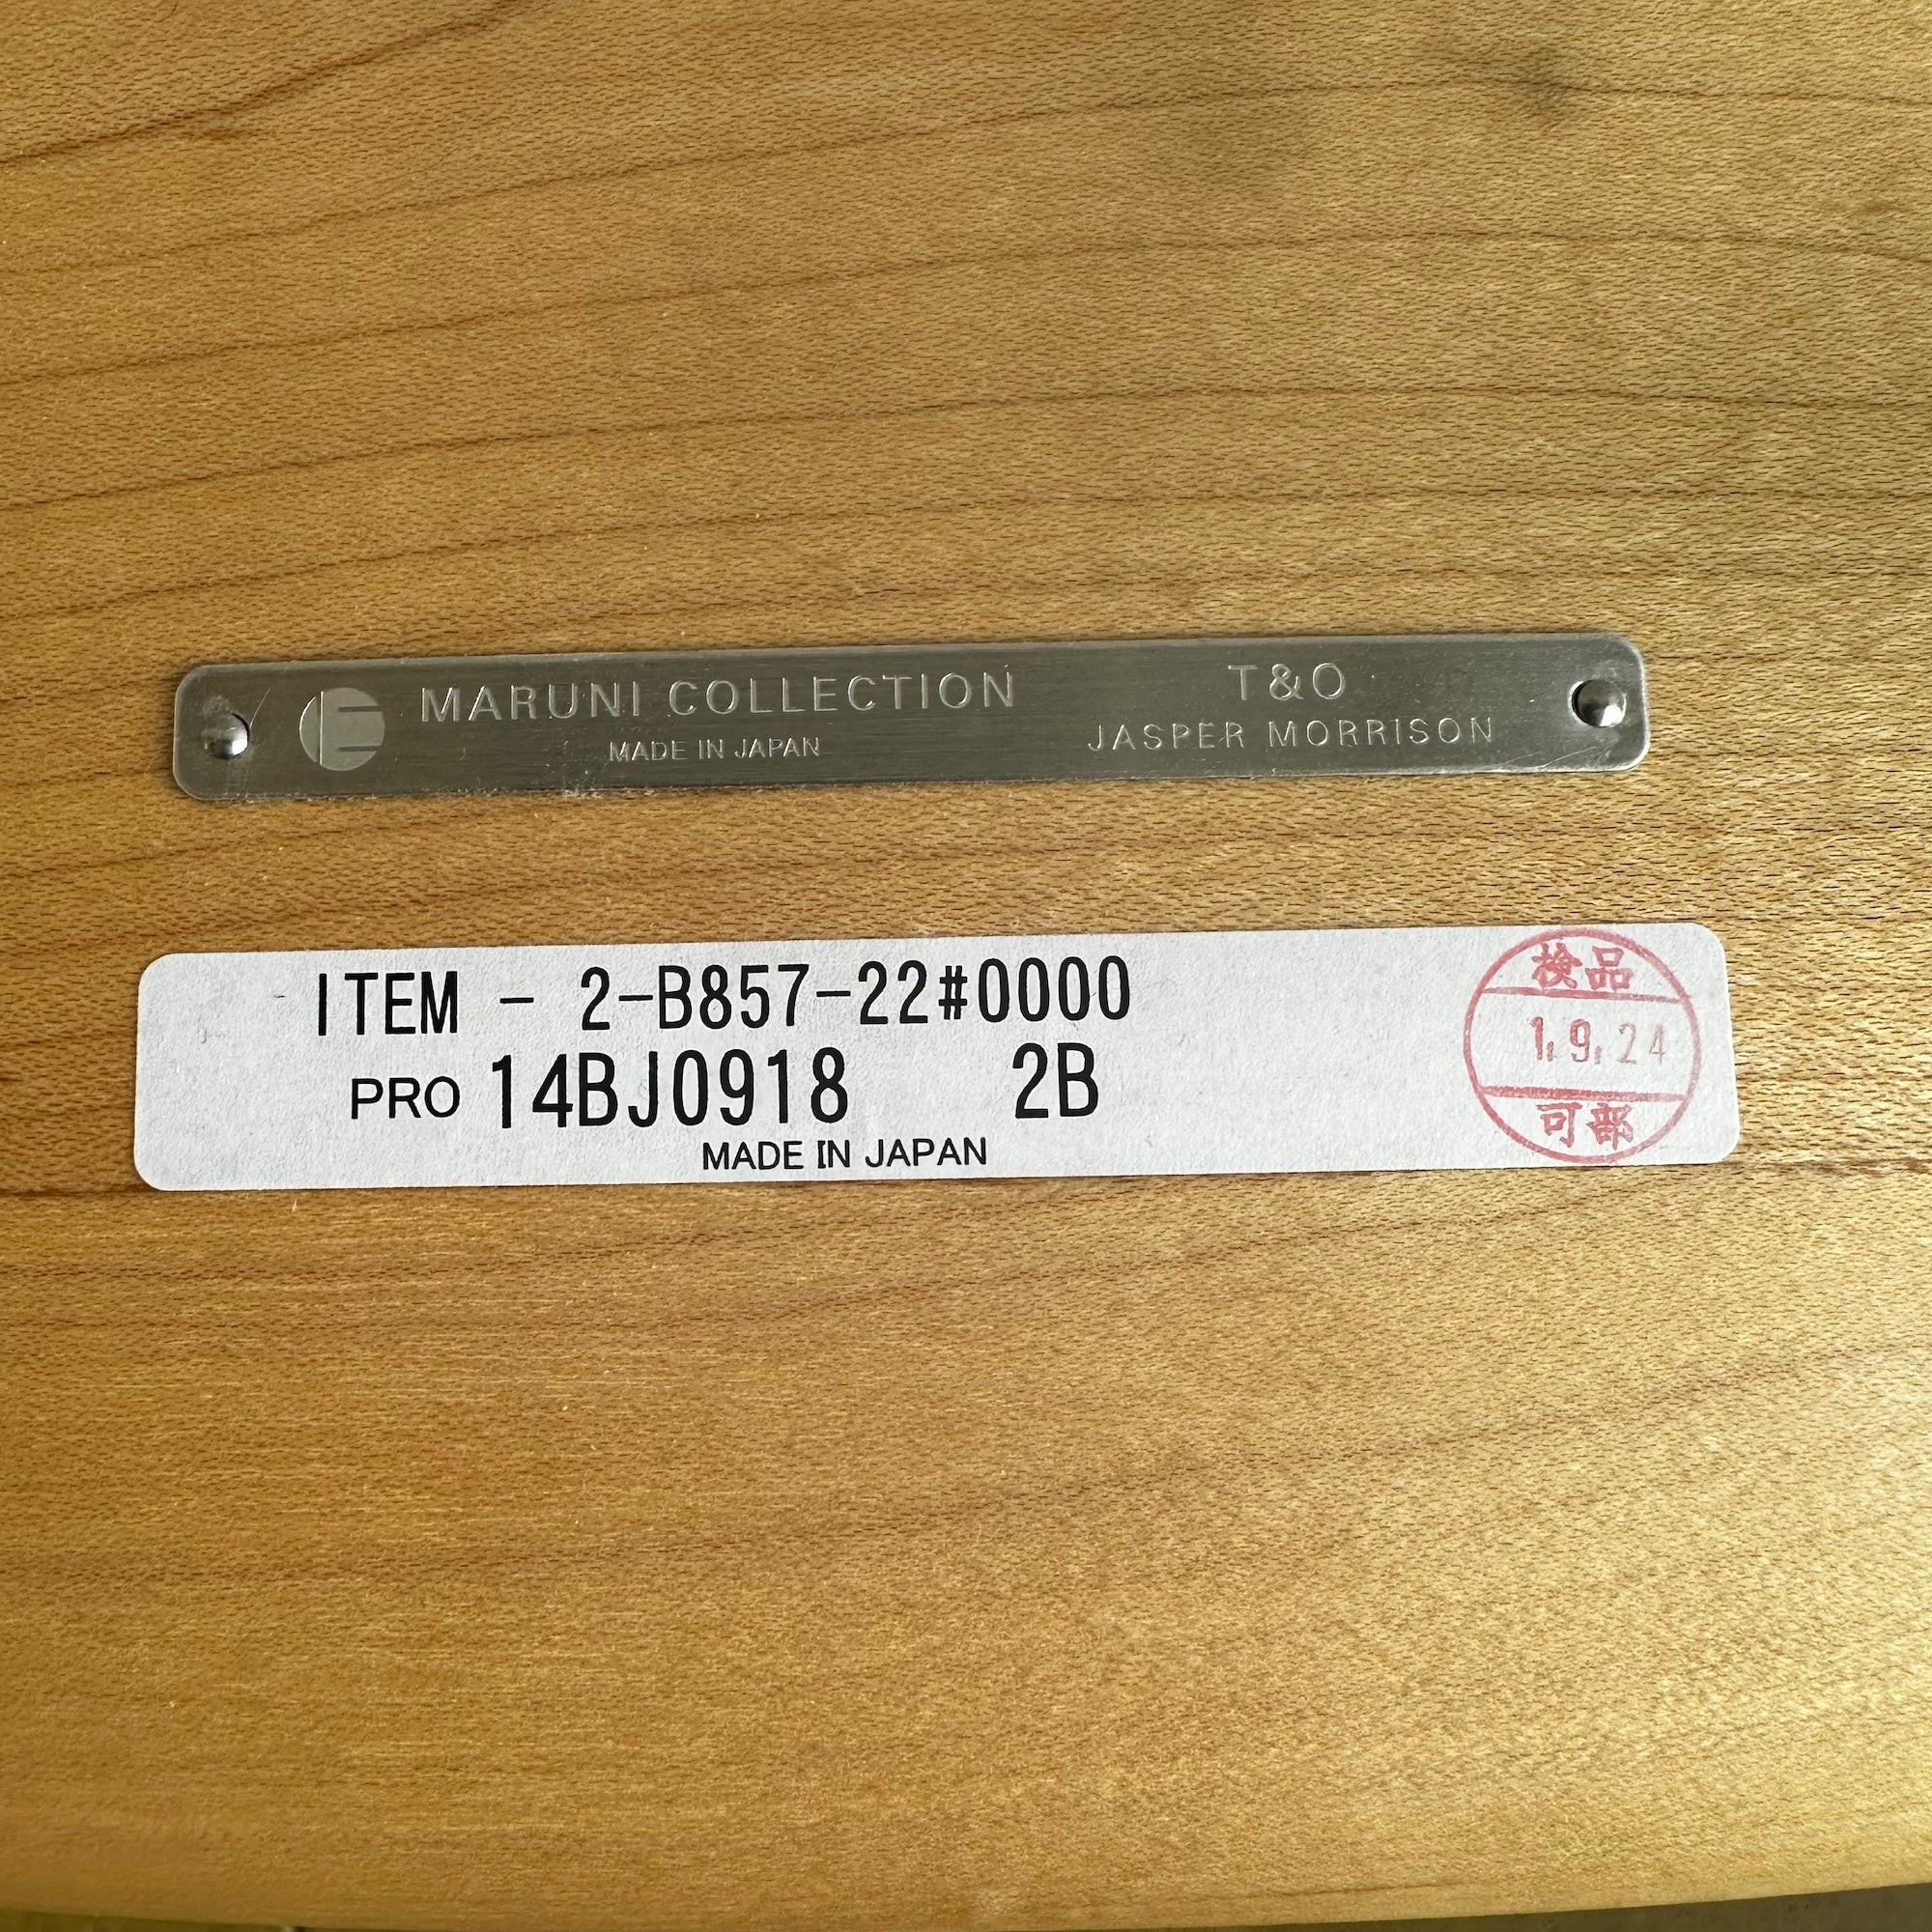 MARUNI COLLECTION
MADE IN JAPAN
T&O
JASPER MORRISON
ITEM - 2-B857-22#0000
PRO 14BJ0918 2B
MADE IN JAPAN
検品
1.9.24
可部